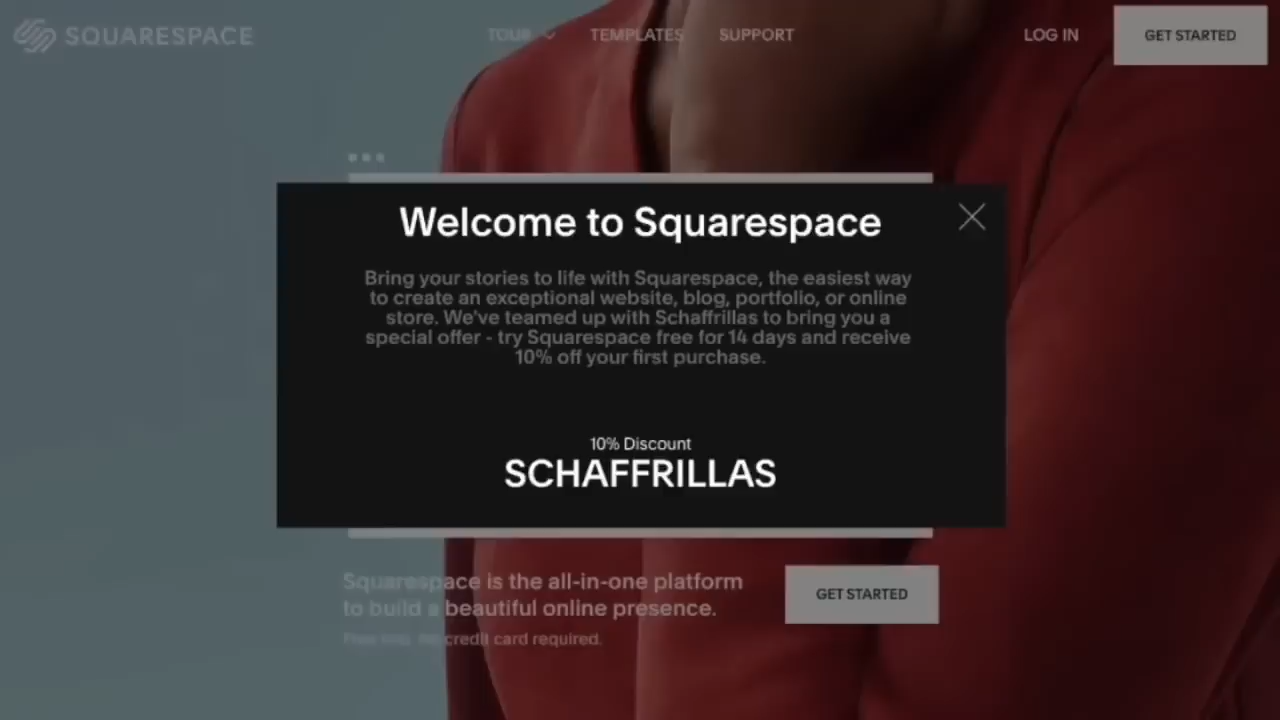 SQUARESPACE
TOUR TEMPLATES SUPPORT LOG IN GET STARTED
Welcome to Squarespace
Bring your stories to life with Squarespace, the easiest way
to create an exceptional website, blog, portfolio, or online
store. We've teamed up with Schaffrillas to bring you a
special offer - try Squarespace free for 14 days and receive
10% off your first purchase.
10% Discount
SCHAFFRILLAS
Squarespace is the all-in-one platform
to build a beautiful online presence.
GET STARTED
credit card required.